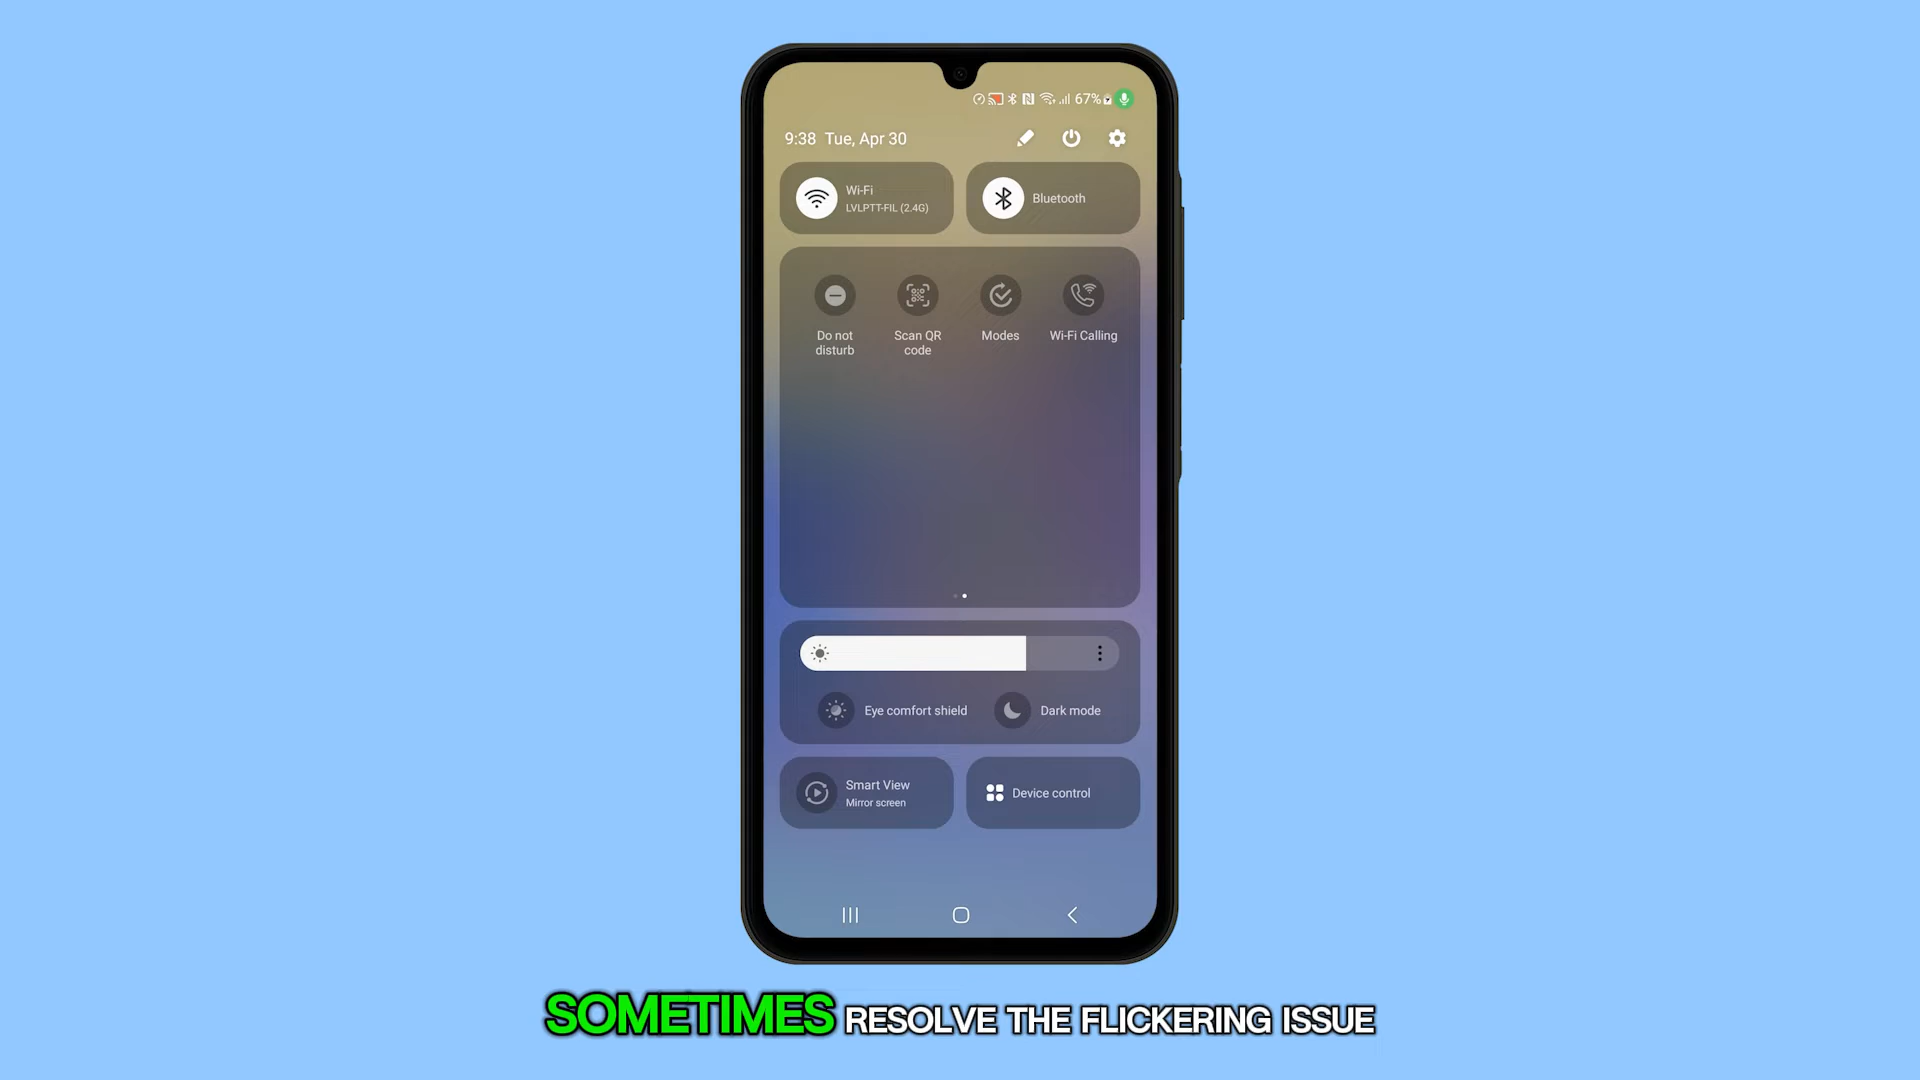 67%
9:38 Tue, Apr 30
Wi-Fi
LVLPTT-FIL (2.4G)
Bluetooth
Do not
disturb
Scan QR
code
Modes
Wi-Fi Calling
Eye comfort shield
Dark mode
Smart View
Mirror screen
Device control
SOMETIMES RESOLVE THE FLICKERING ISSUE